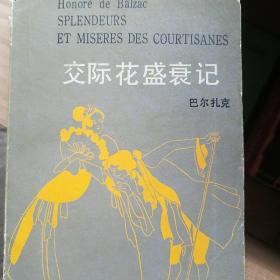 Honoré de Balzac
SPLENDEURS
ET MISERES DES COURTISANES
交际花盛衰记
巴尔扎克